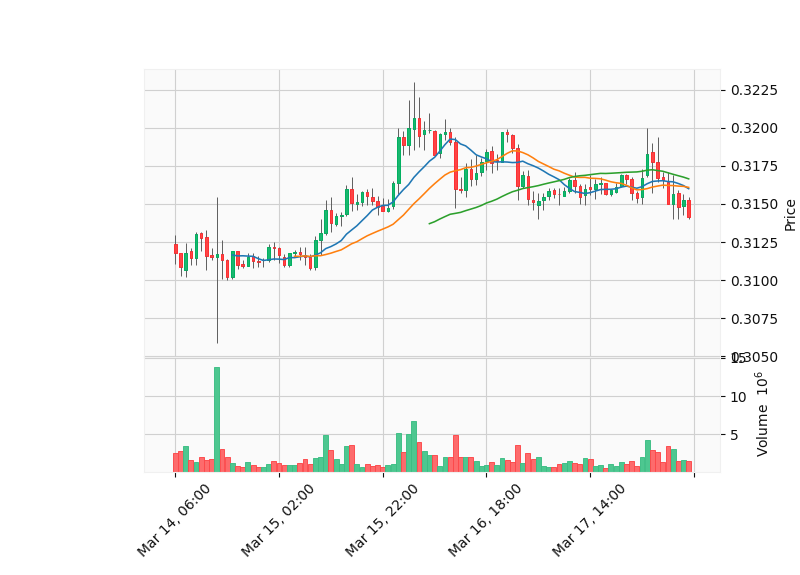 0.3225
0.3200
0.3175
0.3150
0.3125
0.3100
0.3075
0.3050
Price
15
10
5
Volume 10⁶
Mar 14, 06:00
Mar 15, 02:00
Mar 15, 22:00
Mar 16, 18:00
Mar 17, 14:00